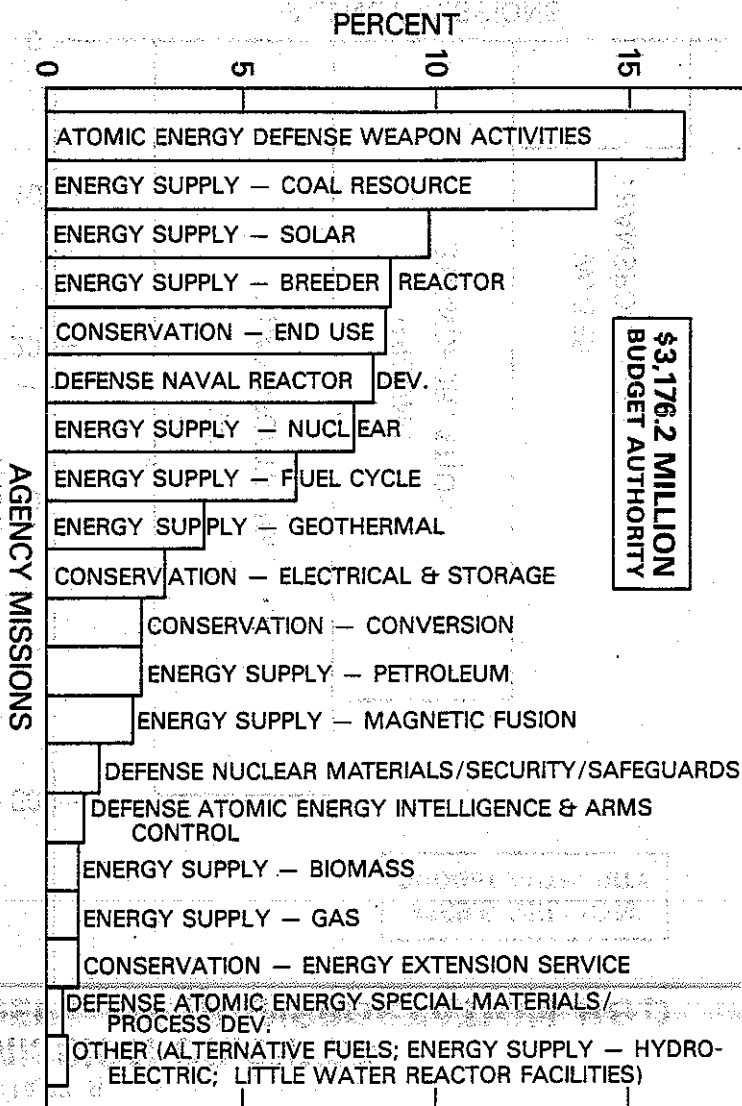 PERCENT
0 5 10 15
ATOMIC ENERGY DEFENSE WEAPON ACTIVITIES
ENERGY SUPPLY — COAL RESOURCE
ENERGY SUPPLY — SOLAR
ENERGY SUPPLY — BREEDER REACTOR
CONSERVATION — END USE
DEFENSE NAVAL REACTOR DEV.
ENERGY SUPPLY — NUCLEAR
ENERGY SUPPLY — FUEL CYCLE
ENERGY SUPPLY — GEOTHERMAL
CONSERVATION — ELECTRICAL & STORAGE
CONSERVATION — CONVERSION
ENERGY SUPPLY — PETROLEUM
ENERGY SUPPLY — MAGNETIC FUSION
DEFENSE NUCLEAR MATERIALS/SECURITY/SAFEGUARDS
DEFENSE ATOMIC ENERGY INTELLIGENCE & ARMS
CONTROL
ENERGY SUPPLY — BIOMASS
ENERGY SUPPLY — GAS
CONSERVATION — ENERGY EXTENSION SERVICE
DEFENSE ATOMIC ENERGY SPECIAL MATERIALS/
PROCESS DEV.
OTHER (ALTERNATIVE FUELS; ENERGY SUPPLY — HYDRO-
ELECTRIC; LITTLE WATER REACTOR FACILITIES)
$3,176.2 MILLION
BUDGET AUTHORITY
AGENCY MISSIONS